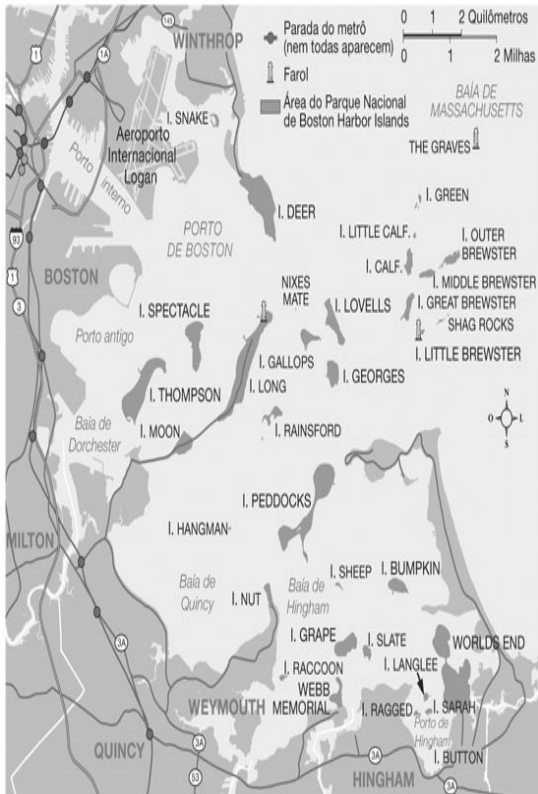 145
1
1A
WINTHROP
Parada do metrô
(nem todas aparecem)
Farol
Área do Parque Nacional
de Boston Harbor Islands
0 1 2 Quilômetros
0 1 2 Milhas
BAÍA DE
MASSACHUSETTS
THE GRAVES
I. SNAKE
Aeroporto
Internacional
Logan
Porto interno
I. DEER
I. GREEN
I. LITTLE CALF.
I. OUTER
BREWSTER
PORTO
DE BOSTON
93
1
3
BOSTON
I. CALF.
I. MIDDLE BREWSTER
NIXES
MATE
I. LOVELLS
I. GREAT BREWSTER
SHAG ROCKS
I. LITTLE BREWSTER
I. SPECTACLE
Porto antigo
I. GALLOPS
I. GEORGES
I. LONG
I. THOMPSON
N
O
L
S
Baía de
Dorchester
I. MOON
I. RAINSFORD
I. PEDDOCKS
I. HANGMAN
MILTON
Baía de
Quincy
Baía de
Hingham
I. SHEEP
I. BUMPKIN
I. NUT
I. GRAPE
I. SLATE
WORLDS END
3A
I. LANGLEE
I. RACCOON
WEBB
MEMORIAL
WEYMOUTH
I. RAGGED
I. SARAH
Porto de
Hingham
QUINCY
3A
53
3A
I. BUTTON
HINGHAM
3A